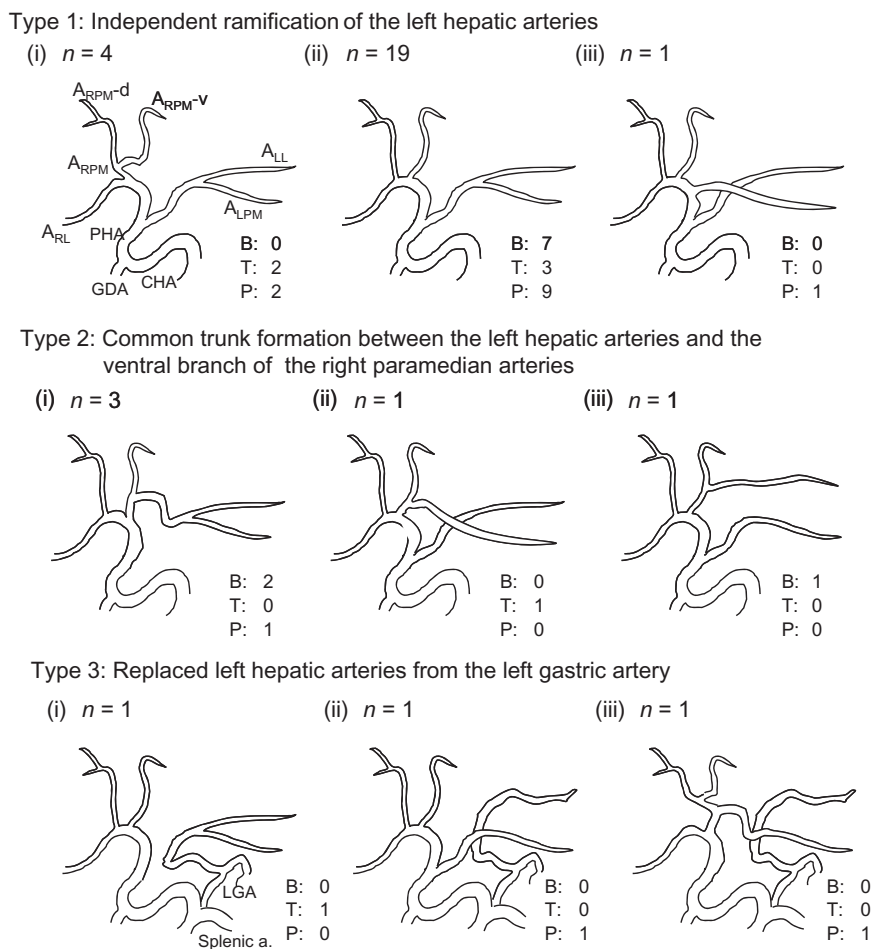 Type 1: Independent ramification of the left hepatic arteries
(i) n = 4
(ii) n = 19
(iii) n = 1
ARPM-d
ARPM-v
ARPM
ALL
ALPM
ARL
PHA
GDA
CHA
B: 0
T: 2
P: 2
B: 7
T: 3
P: 9
B: 0
T: 0
P: 1
Type 2: Common trunk formation between the left hepatic arteries and the
ventral branch of the right paramedian arteries
(i) n = 3
(ii) n = 1
(iii) n = 1
B: 2
T: 0
P: 1
B: 0
T: 1
P: 0
B: 1
T: 0
P: 0
Type 3: Replaced left hepatic arteries from the left gastric artery
(i) n = 1
(ii) n = 1
(iii) n = 1
LGA
Splenic a.
B: 0
T: 1
P: 0
B: 0
T: 0
P: 1
B: 0
T: 0
P: 1